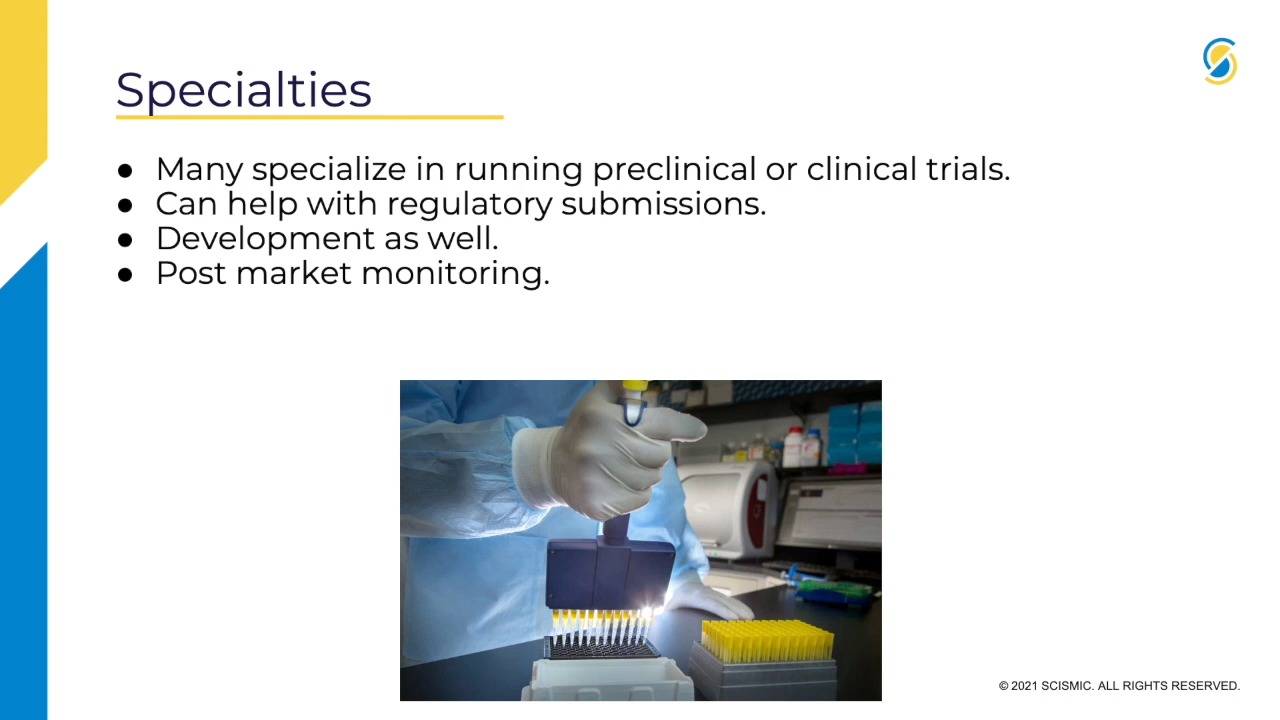 Specialties
● Many specialize in running preclinical or clinical trials.
● Can help with regulatory submissions.
● Development as well.
● Post market monitoring.
© 2021 SCISMIC. ALL RIGHTS RESERVED.